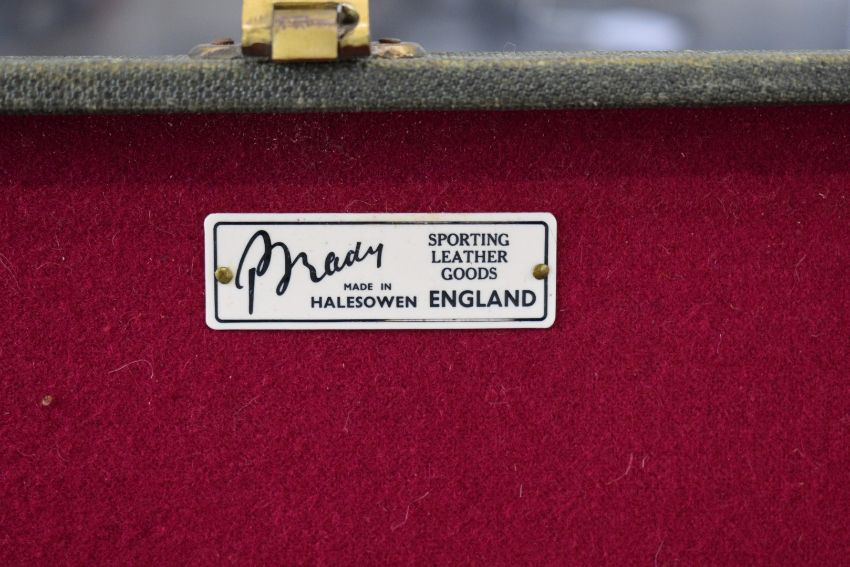 Brady
SPORTING
LEATHER
GOODS
MADE IN
HALESOWEN ENGLAND